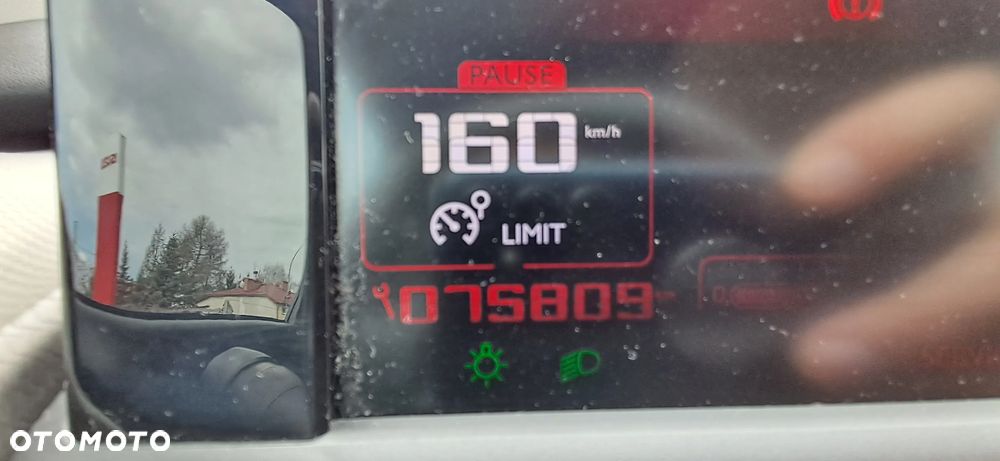 PAUSE
160 km/h
LIMIT
075809
OTOMOTO